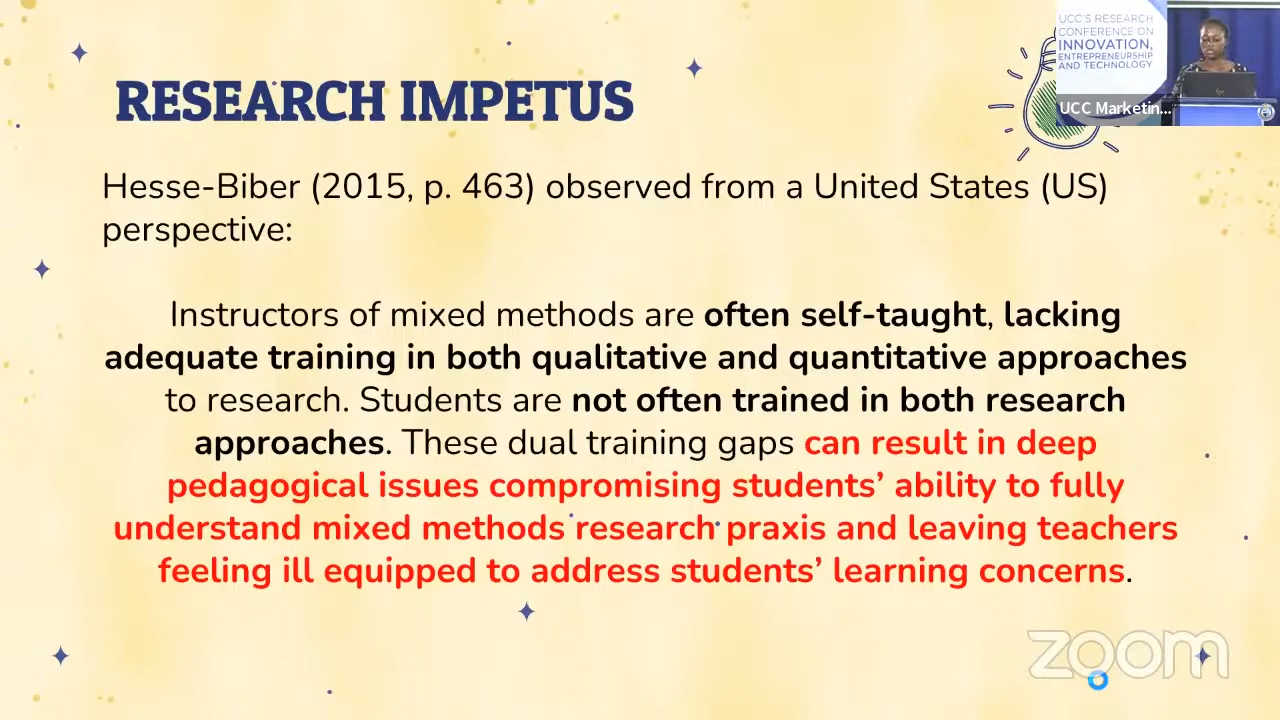 UCC'S RESEARCH
CONFERENCE ON
INNOVATION,
ENTREPRENEURSHIP
AND TECHNOLOGY
UCC Marketin...
RESEARCH IMPETUS
Hesse-Biber (2015, p. 463) observed from a United States (US)
perspective:
Instructors of mixed methods are often self-taught, lacking
adequate training in both qualitative and quantitative approaches
to research. Students are not often trained in both research
approaches. These dual training gaps can result in deep
pedagogical issues compromising students’ ability to fully
understand mixed methods research praxis and leaving teachers
feeling ill equipped to address students’ learning concerns.
zoom